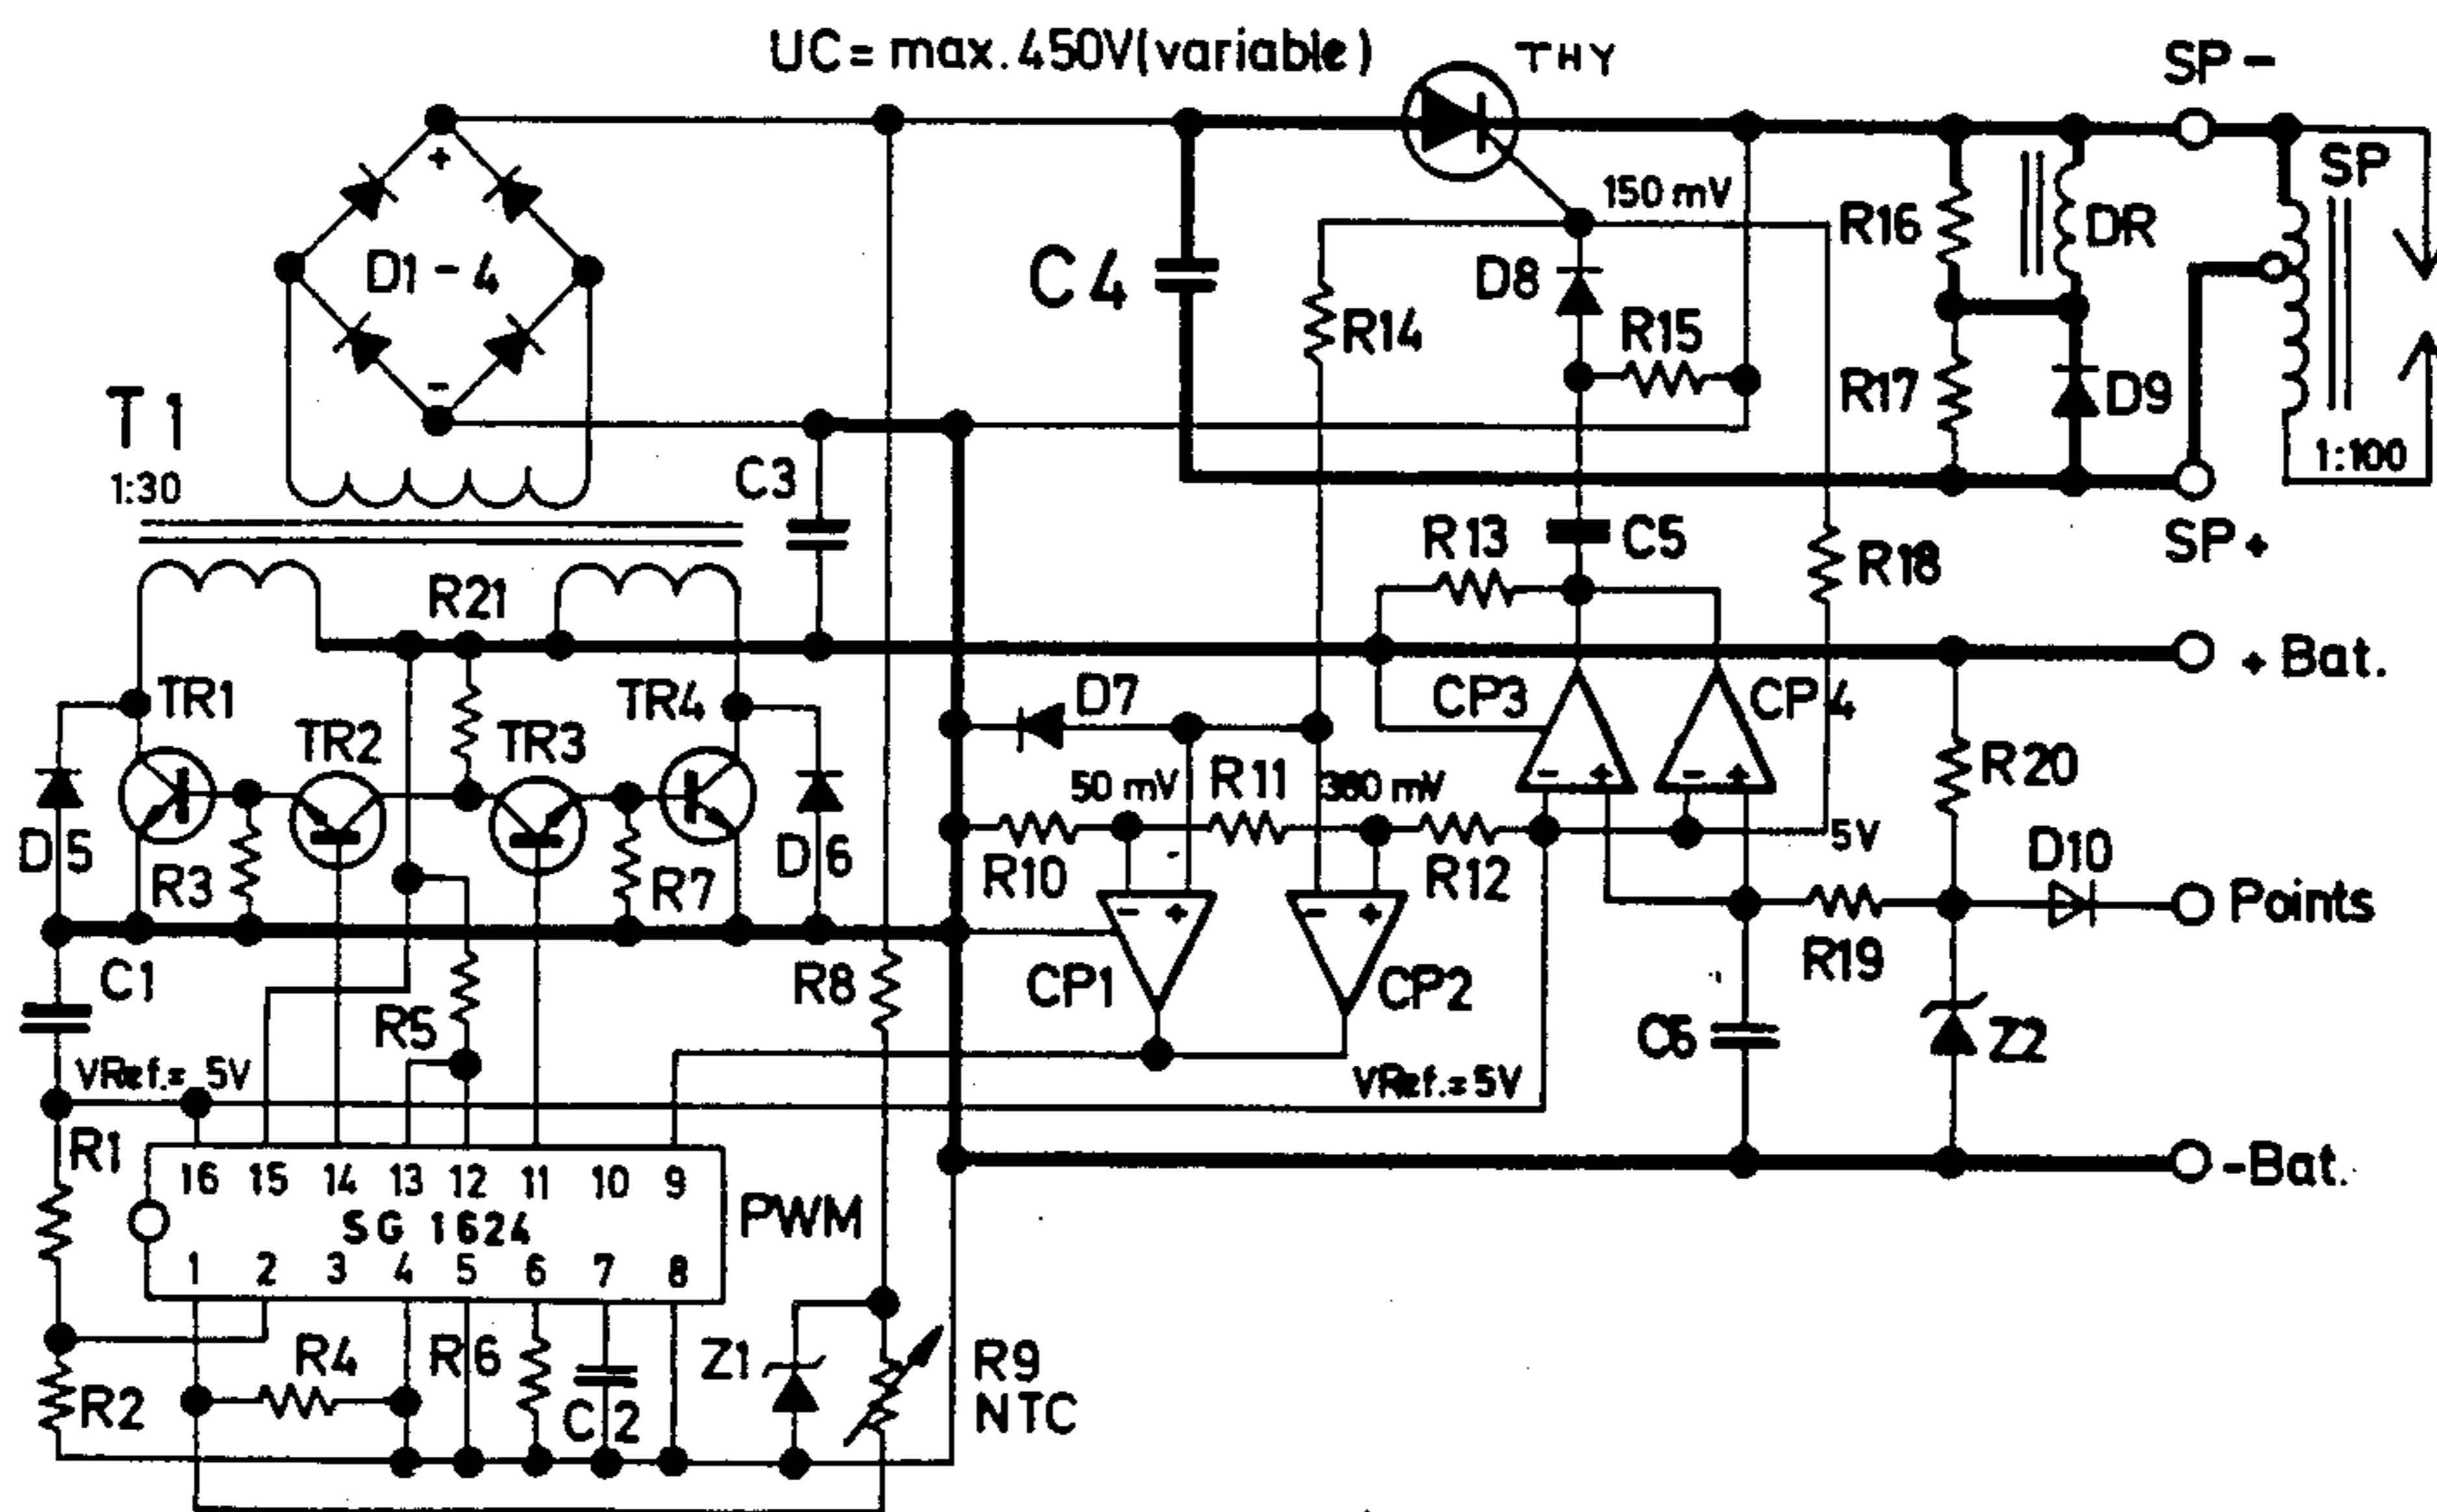 UC= max.450V(variable)
THY
SP-
+
D1-4
-
150 mV
R16
DR
SP
C4
D8
R14
R15
R17
D9
T1
1:30
C3
1:100
R13
C5
R18
SP+
R21
+Bat.
TR1
TR2
TR3
TR4
D7
CP3
CP4
- +
- +
R20
D5
R3
R7
D6
50 mV
R11
360 mV
R10
R12
5V
D10
Points
- +
- +
R19
C1
R5
R8
CP1
CP2
C6
Z2
VRef.= 5V
VRef.=5V
R1
16 15 14 13 12 11 10 9
SG 1624
PWM
-Bat.
1 2 3 4 5 6 7 8
R4
R6
Z1
R9
NTC
R2
C2